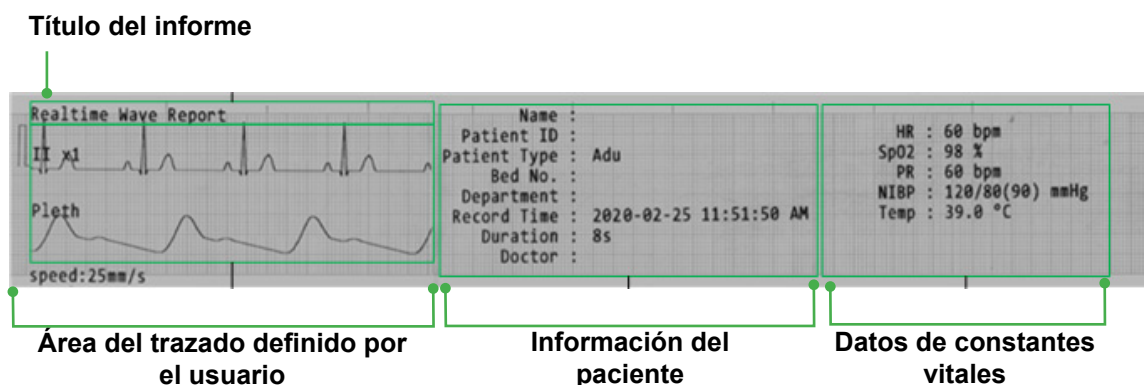 Título del informe
Realtime Wave Report
II x1
Pleth
speed:25mm/s
Name :
Patient ID :
Patient Type : Adu
Bed No. :
Department :
Record Time : 2020-02-25 11:51:50 AM
Duration : 8s
Doctor :
HR : 60 bpm
SpO2 : 98 %
PR : 60 bpm
NIBP : 120/80(90) mmHg
Temp : 39.0 °C
Área del trazado definido por
el usuario
Información del
paciente
Datos de constantes
vitales